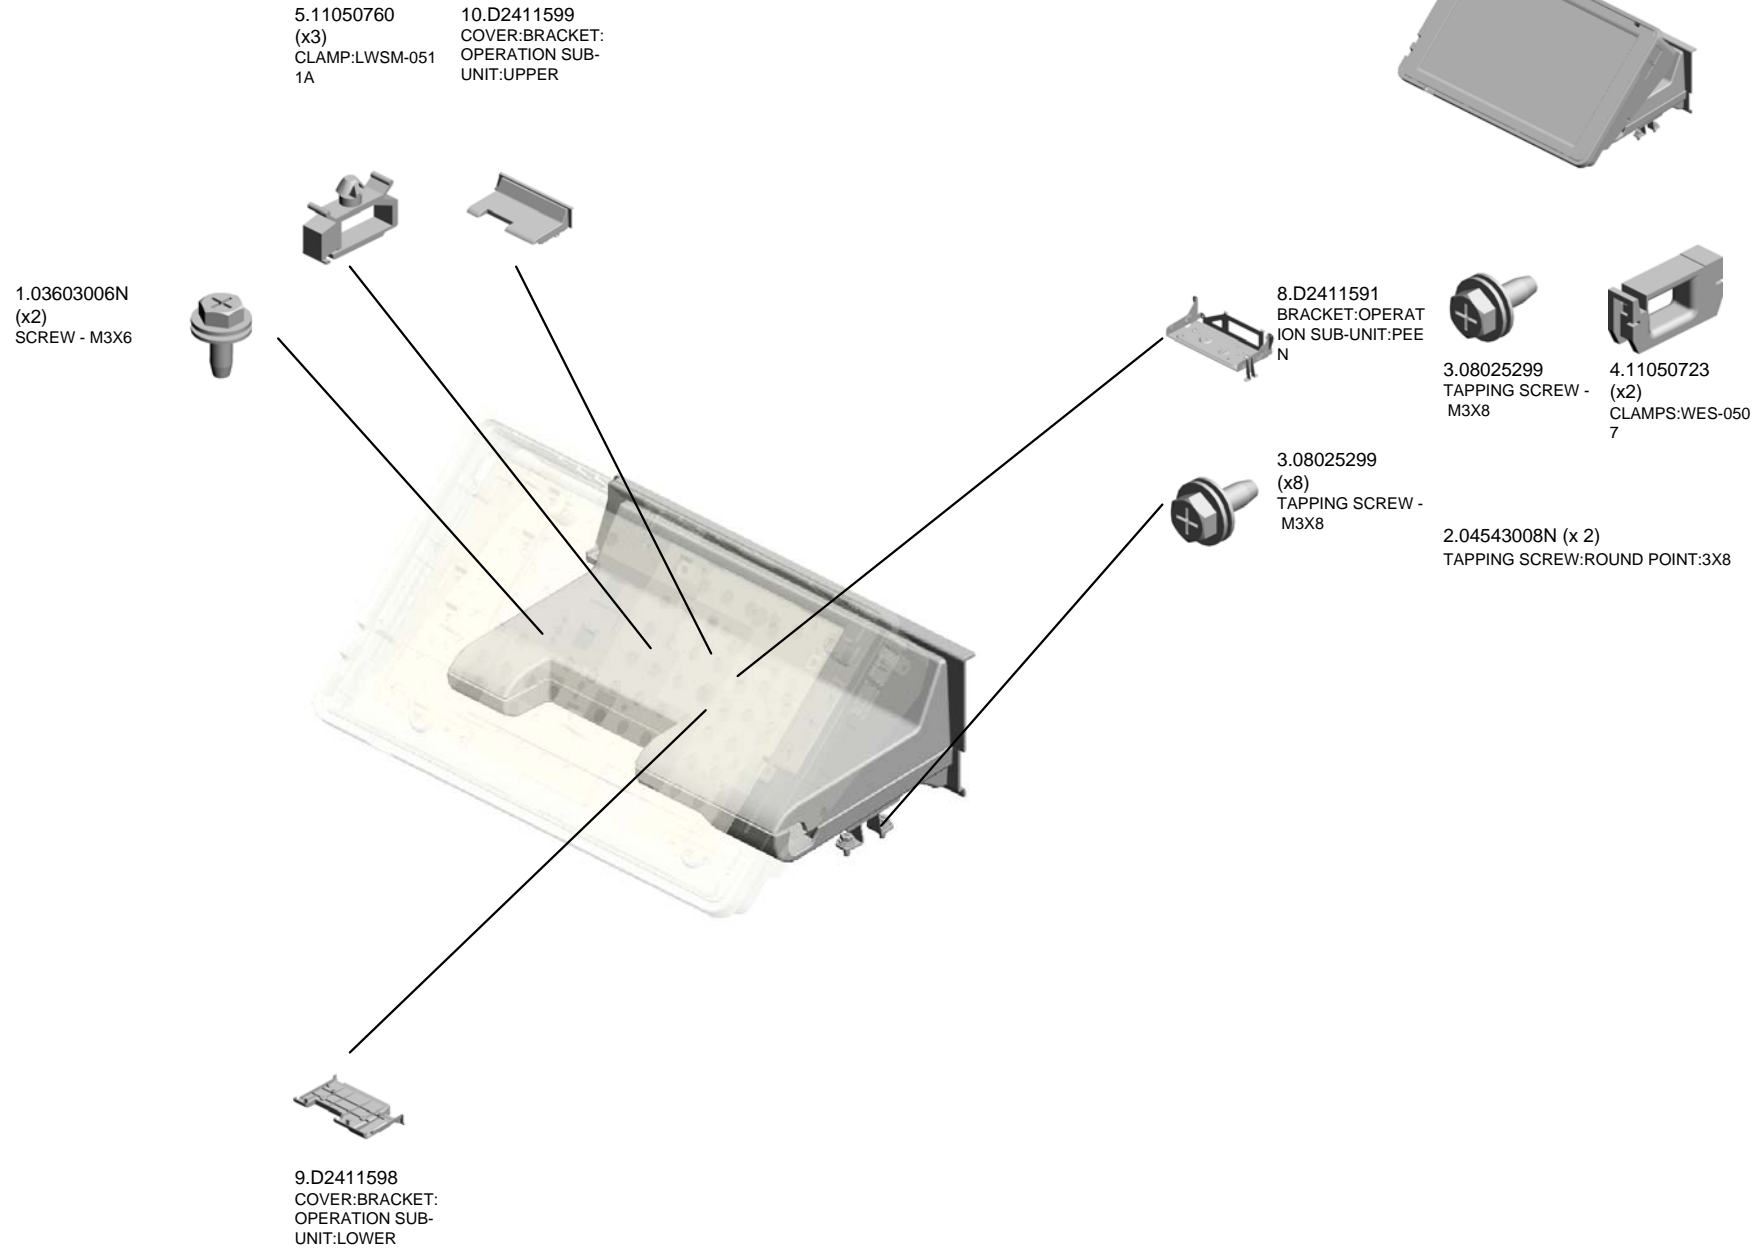 5.11050760
(x3)
CLAMP:LWSM-051
1A
10.D2411599
COVER:BRACKET:
OPERATION SUB-
UNIT:UPPER
1.03603006N
(x2)
SCREW - M3X6
8.D2411591
BRACKET:OPERAT
ION SUB-UNIT:PEE
N
3.08025299
TAPPING SCREW -
M3X8
4.11050723
(x2)
CLAMPS:WES-050
7
3.08025299
(x8)
TAPPING SCREW -
M3X8
2.04543008N (x 2)
TAPPING SCREW:ROUND POINT:3X8
9.D2411598
COVER:BRACKET:
OPERATION SUB-
UNIT:LOWER